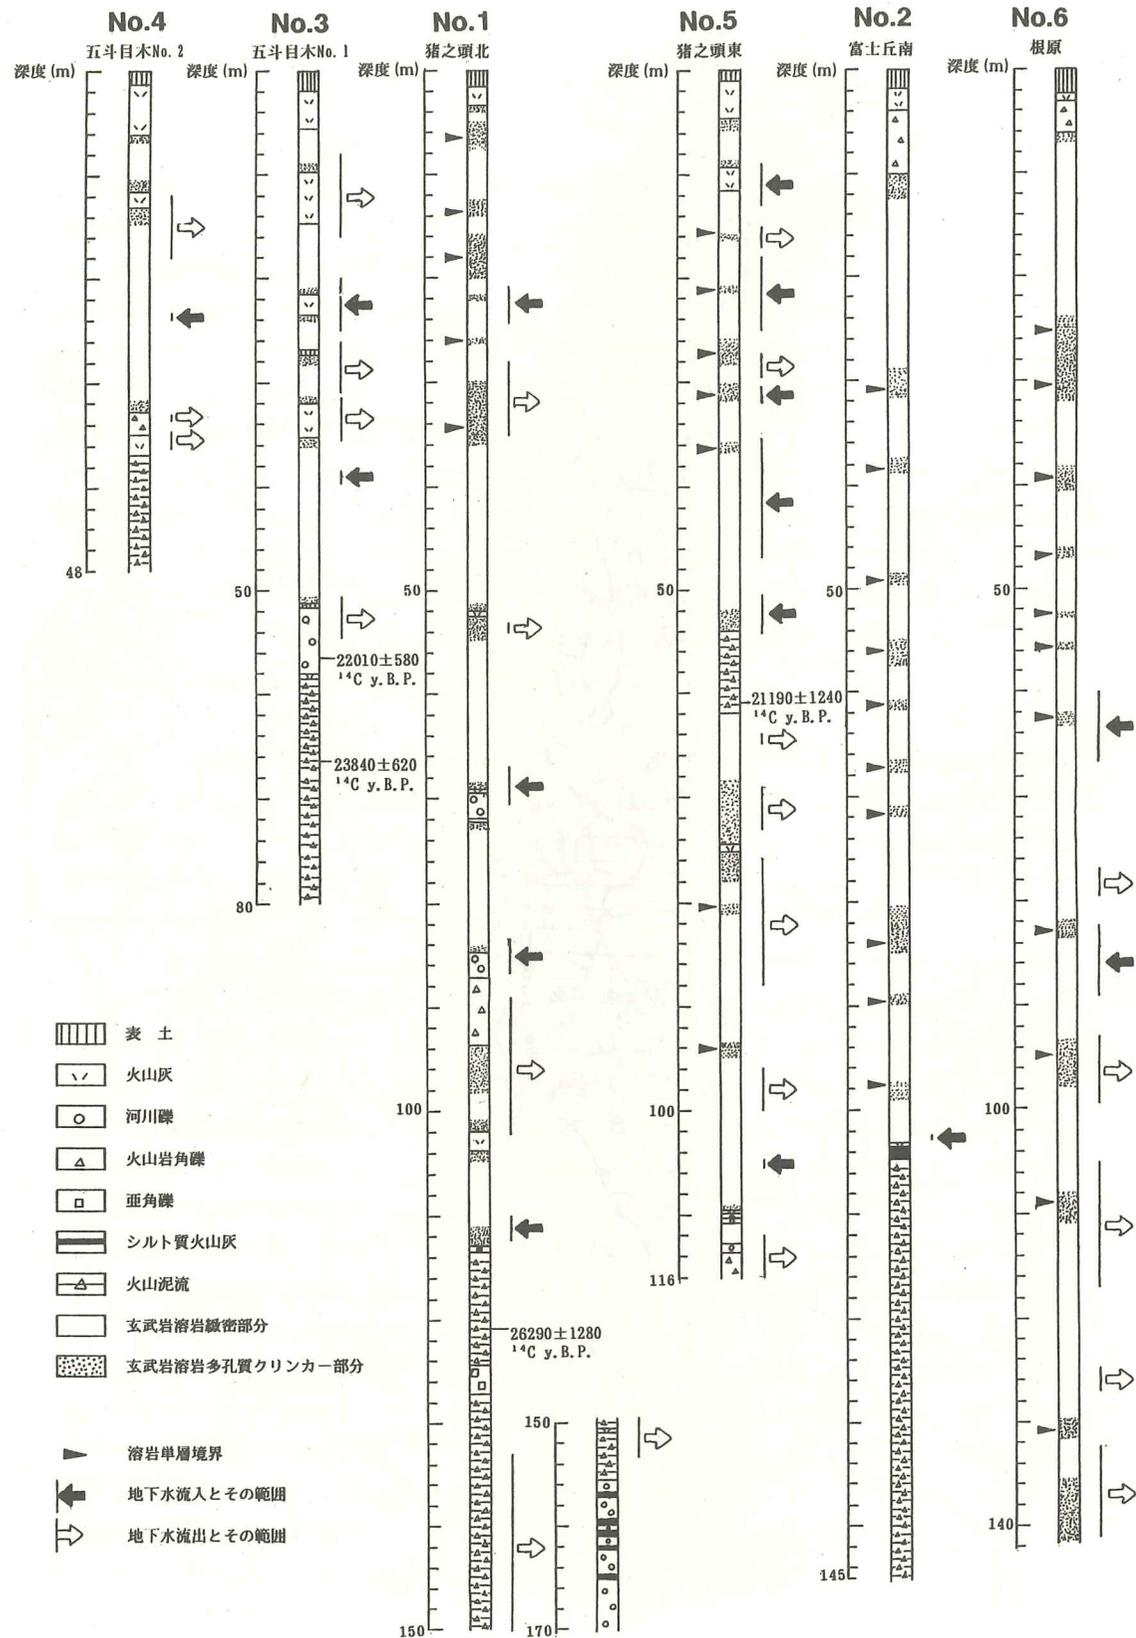 No.4
No.3
No.1
No.5
No.2
No.6
五斗目木No.2
五斗目木No.1
猪之頭北
猪之頭東
富士丘南
根原
深度(m)
深度(m)
深度(m)
深度(m)
深度(m)
深度(m)
48
50
22010±580
¹⁴C y.B.P.
23840±620
¹⁴C y.B.P.
80
50
100
26290±1280
¹⁴C y.B.P.
150
150
170
50
21190±1240
¹⁴C y.B.P.
100
116
50
145
50
100
140
表 土
火山灰
河川礫
火山岩角礫
亜角礫
シルト質火山灰
火山泥流
玄武岩溶岩緻密部分
玄武岩溶岩多孔質クリンカー部分
溶岩単層境界
地下水流入とその範囲
地下水流出とその範囲